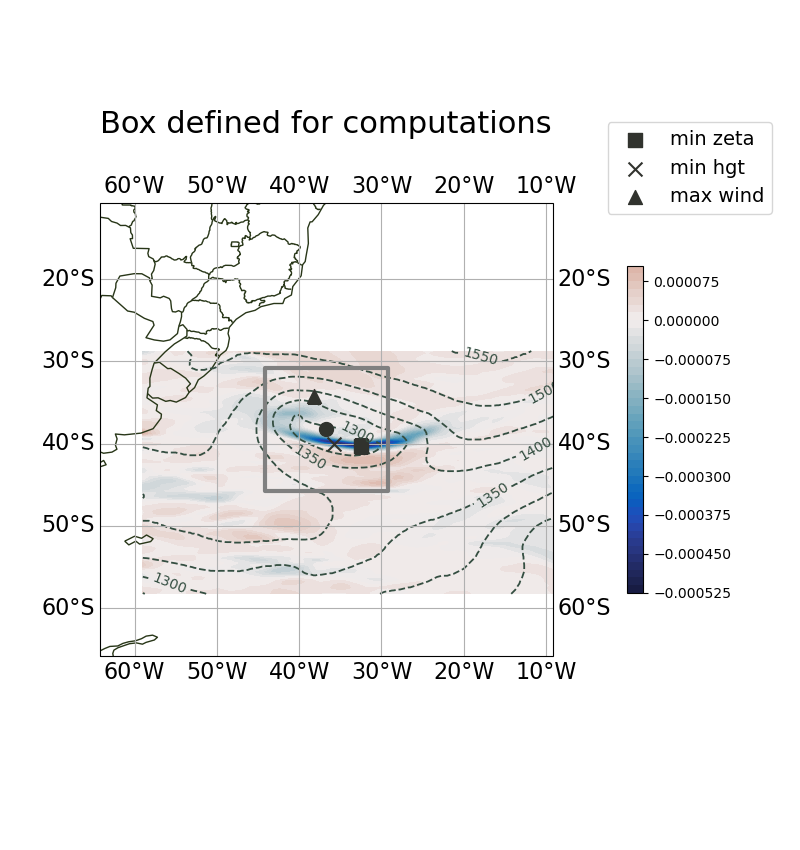 Box defined for computations
min zeta
min hgt
max wind
60°W 50°W 40°W 30°W 20°W 10°W
20°S 20°S
30°S 30°S
40°S 40°S
50°S 50°S
60°S 60°S
60°W 50°W 40°W 30°W 20°W 10°W
1550
150
1300
1350
1400
1350
1300
0.000075
0.000000
−0.000075
−0.000150
−0.000225
−0.000300
−0.000375
−0.000450
−0.000525